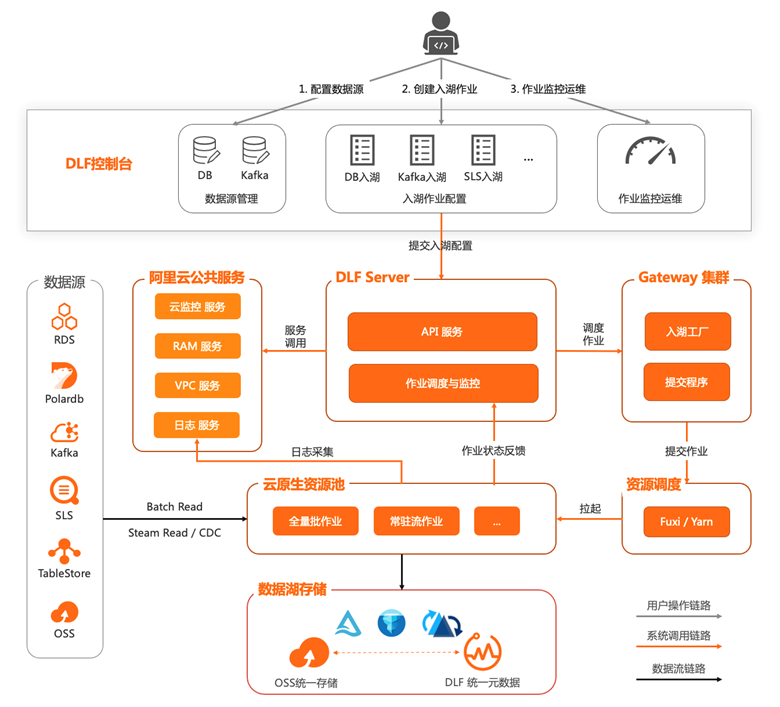 1. 配置数据源
2. 创建入湖作业
3. 作业监控运维
DLF控制台
DB
Kafka
数据源管理
DB入湖
Kafka入湖
SLS入湖
...
入湖作业配置
作业监控运维
提交入湖配置
数据源
RDS
Polardb
Kafka
SLS
TableStore
OSS
阿里云公共服务
云监控 服务
RAM 服务
VPC 服务
日志 服务
服务
调用
DLF Server
API 服务
作业调度与监控
调度
作业
Gateway 集群
入湖工厂
提交程序
日志采集
作业状态反馈
提交作业
Batch Read
Steam Read / CDC
云原生资源池
全量批作业
常驻流作业
...
拉起
资源调度
Fuxi / Yarn
数据湖存储
OSS统一存储
DLF 统一元数据
用户操作链路
系统调用链路
数据流链路